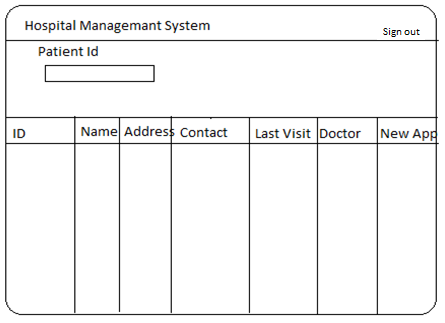 Hospital Managemant System
Sign out
Patient Id
ID Name Address Contact Last Visit Doctor New App